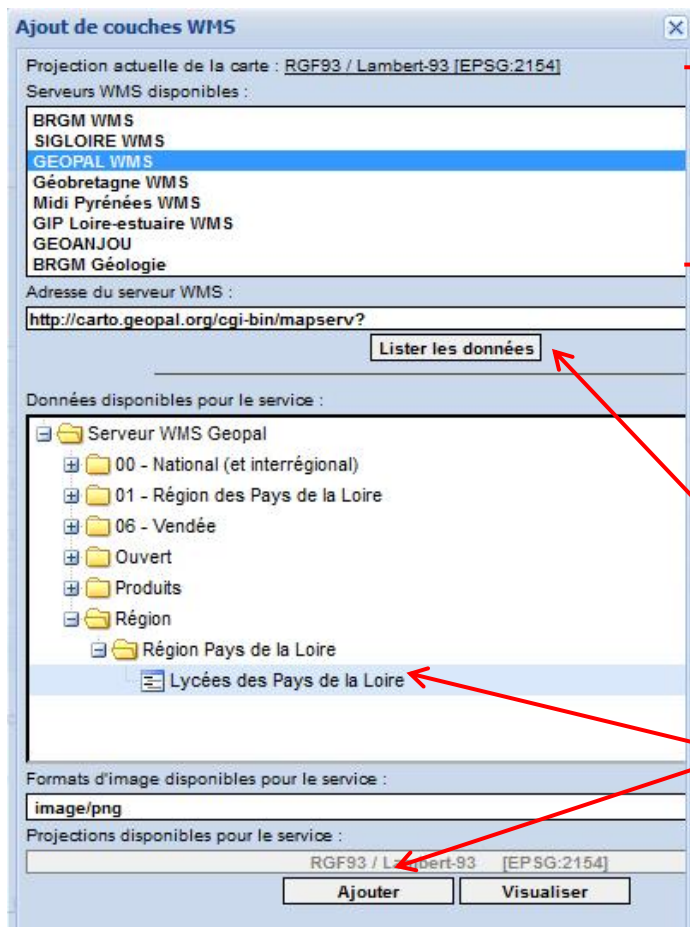 Ajout de couches WMS
Projection actuelle de la carte : RGF93 / Lambert-93 [EPSG:2154]
Serveurs WMS disponibles :
BRGM WMS
SIGLOIRE WMS
GEOPAL WMS
Géobretagne WMS
Midi Pyrénées WMS
GIP Loire-estuaire WMS
GEOANJOU
BRGM Géologie
Adresse du serveur WMS :
http://carto.geopal.org/cgi-bin/mapserv?
Lister les données
Données disponibles pour le service :
Serveur WMS Geopal
00 - National (et interrégional)
01 - Région des Pays de la Loire
06 - Vendée
Ouvert
Produits
Région
Région Pays de la Loire
Lycées des Pays de la Loire
Formats d'image disponibles pour le service :
image/png
Projections disponibles pour le service :
RGF93 / Lambert-93 [EPSG:2154]
Ajouter Visualiser